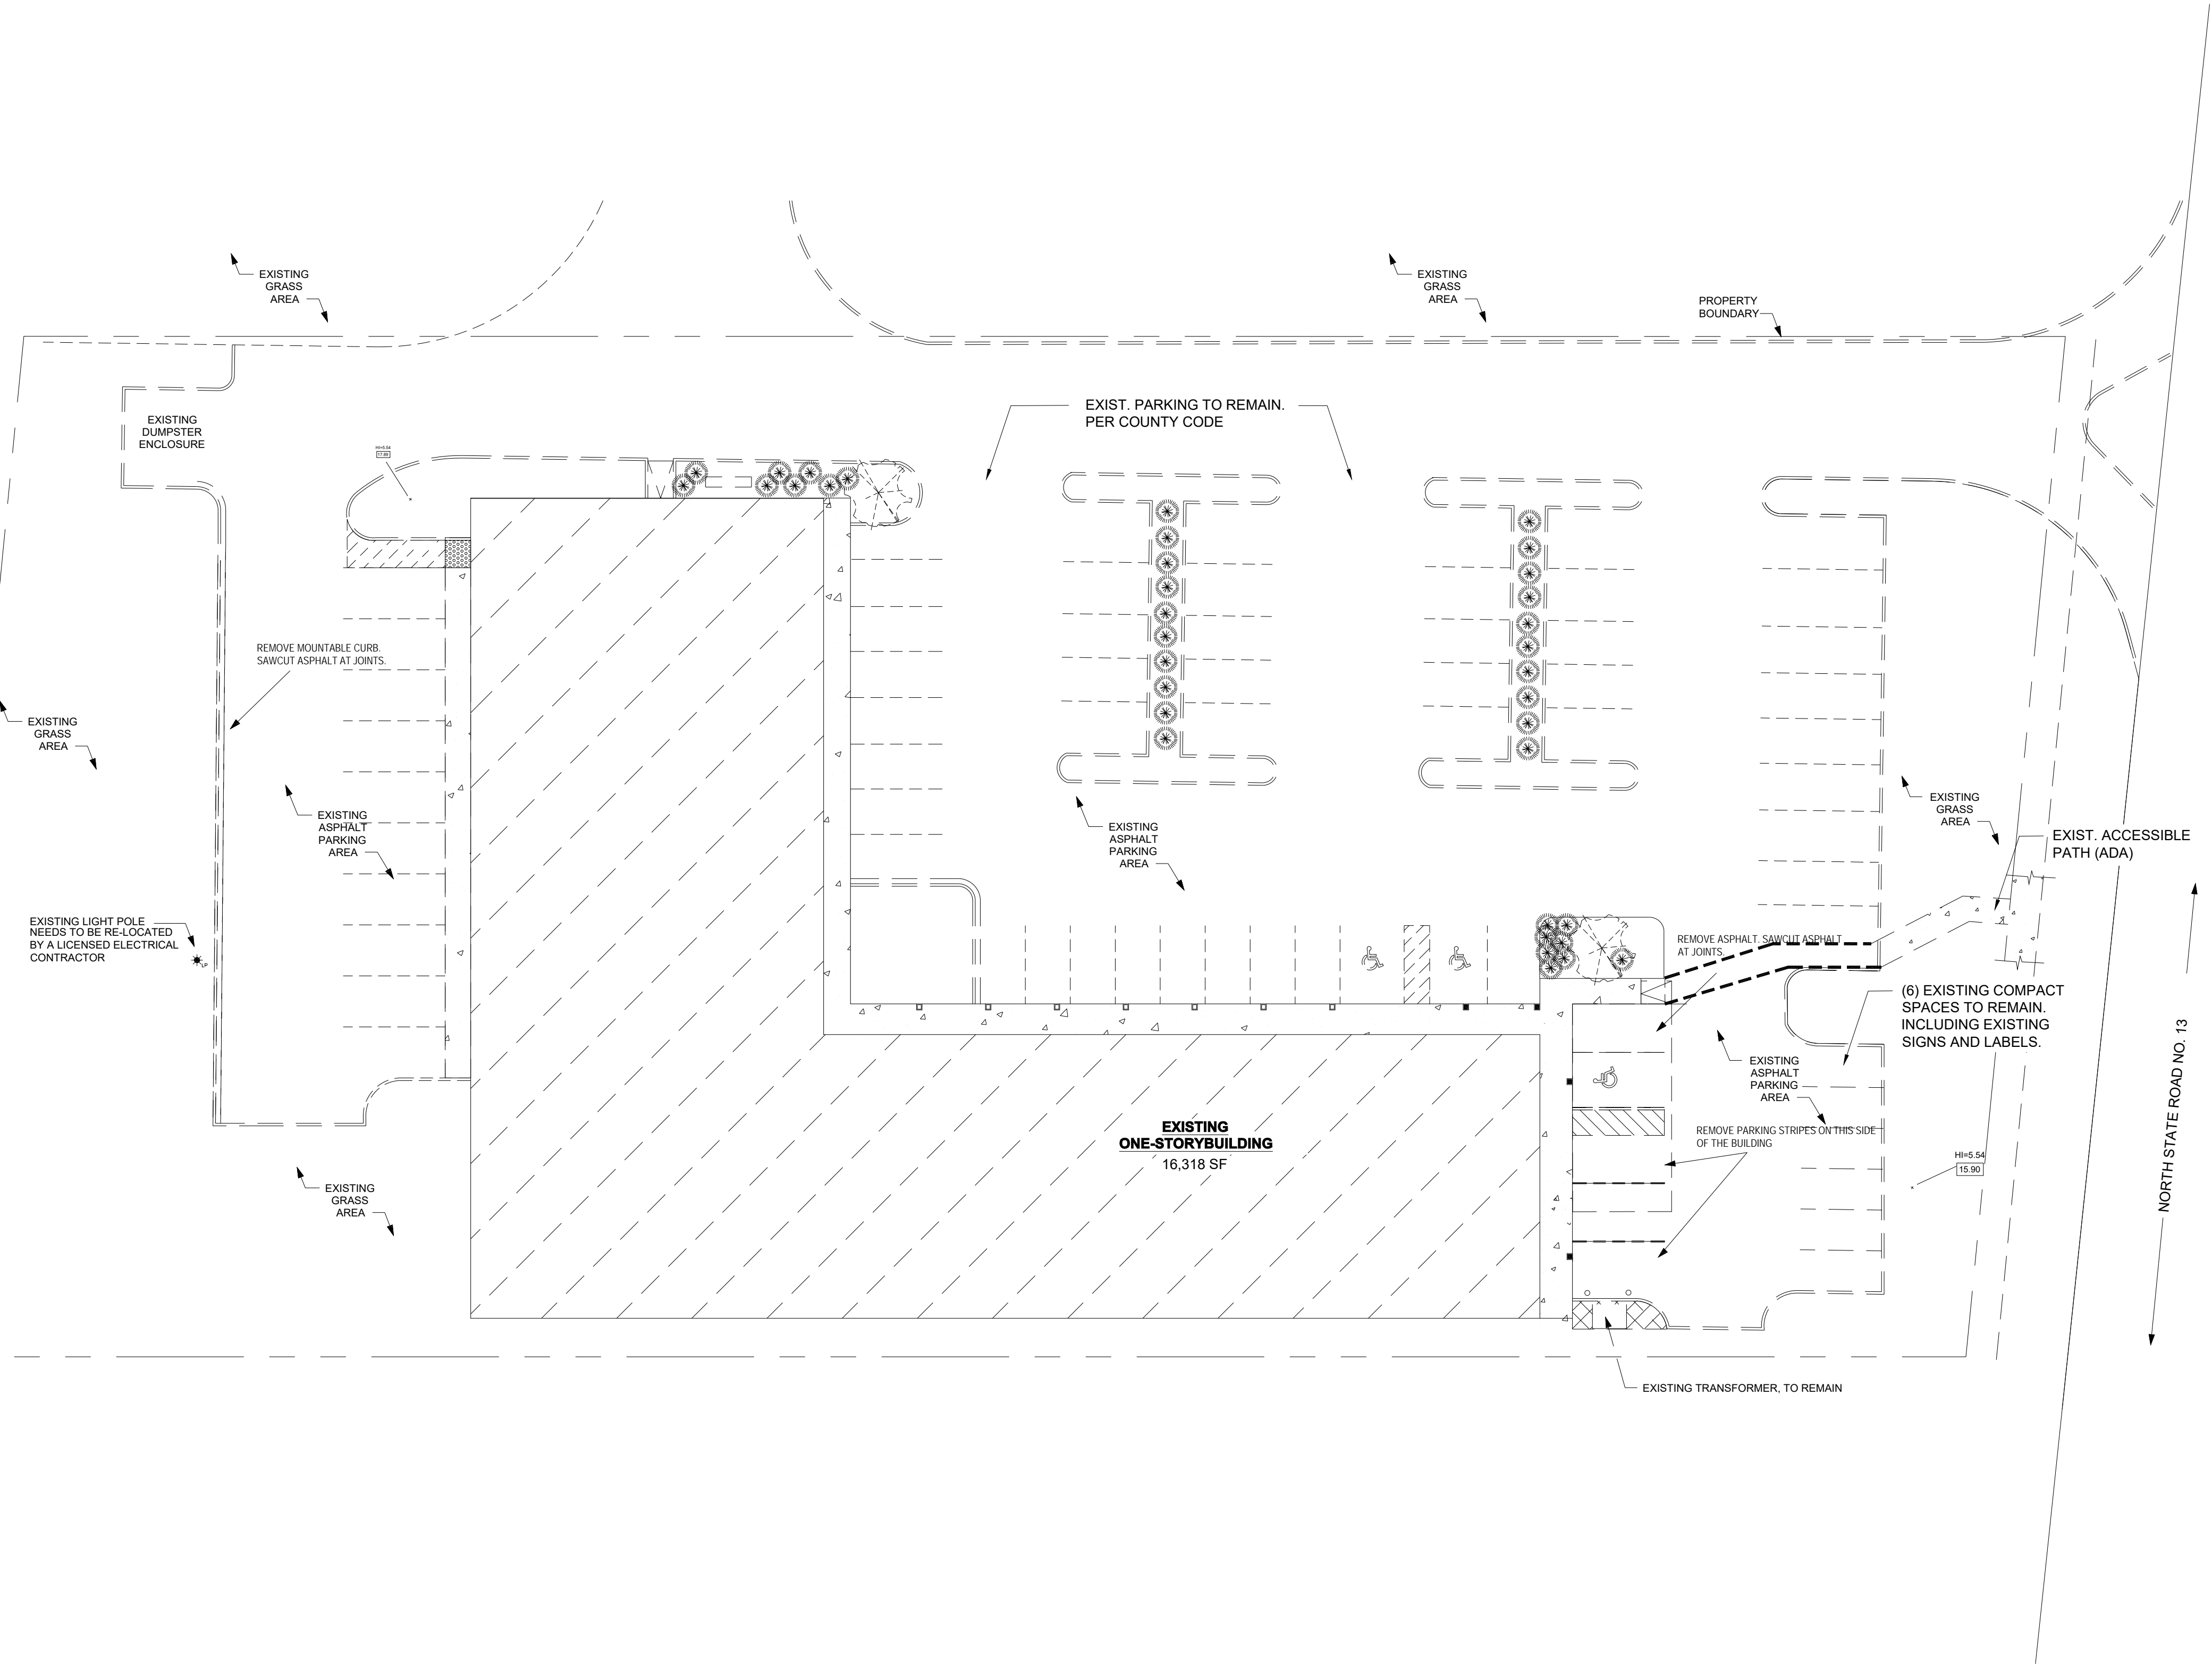 EXISTING
GRASS
AREA
EXISTING
GRASS
AREA
PROPERTY
BOUNDARY
EXIST. PARKING TO REMAIN.
PER COUNTY CODE
EXISTING
DUMPSTER
ENCLOSURE
HI=5.54
17.89
REMOVE MOUNTABLE CURB.
SAWCUT ASPHALT AT JOINTS.
EXISTING
GRASS
AREA
EXISTING
ASPHALT
PARKING
AREA
EXISTING
ASPHALT
PARKING
AREA
EXISTING
GRASS
AREA
EXIST. ACCESSIBLE
PATH (ADA)
EXISTING LIGHT POLE
NEEDS TO BE RE-LOCATED
BY A LICENSED ELECTRICAL
CONTRACTOR
REMOVE ASPHALT. SAWCUT ASPHALT
AT JOINTS.
(6) EXISTING COMPACT
SPACES TO REMAIN.
INCLUDING EXISTING
SIGNS AND LABELS.
EXISTING
ASPHALT
PARKING
AREA
REMOVE PARKING STRIPES ON THIS SIDE
OF THE BUILDING
EXISTING
ONE-STORYBUILDING
16,318 SF
HI=5.54
15.90
NORTH STATE ROAD NO. 13
EXISTING
GRASS
AREA
EXISTING TRANSFORMER, TO REMAIN